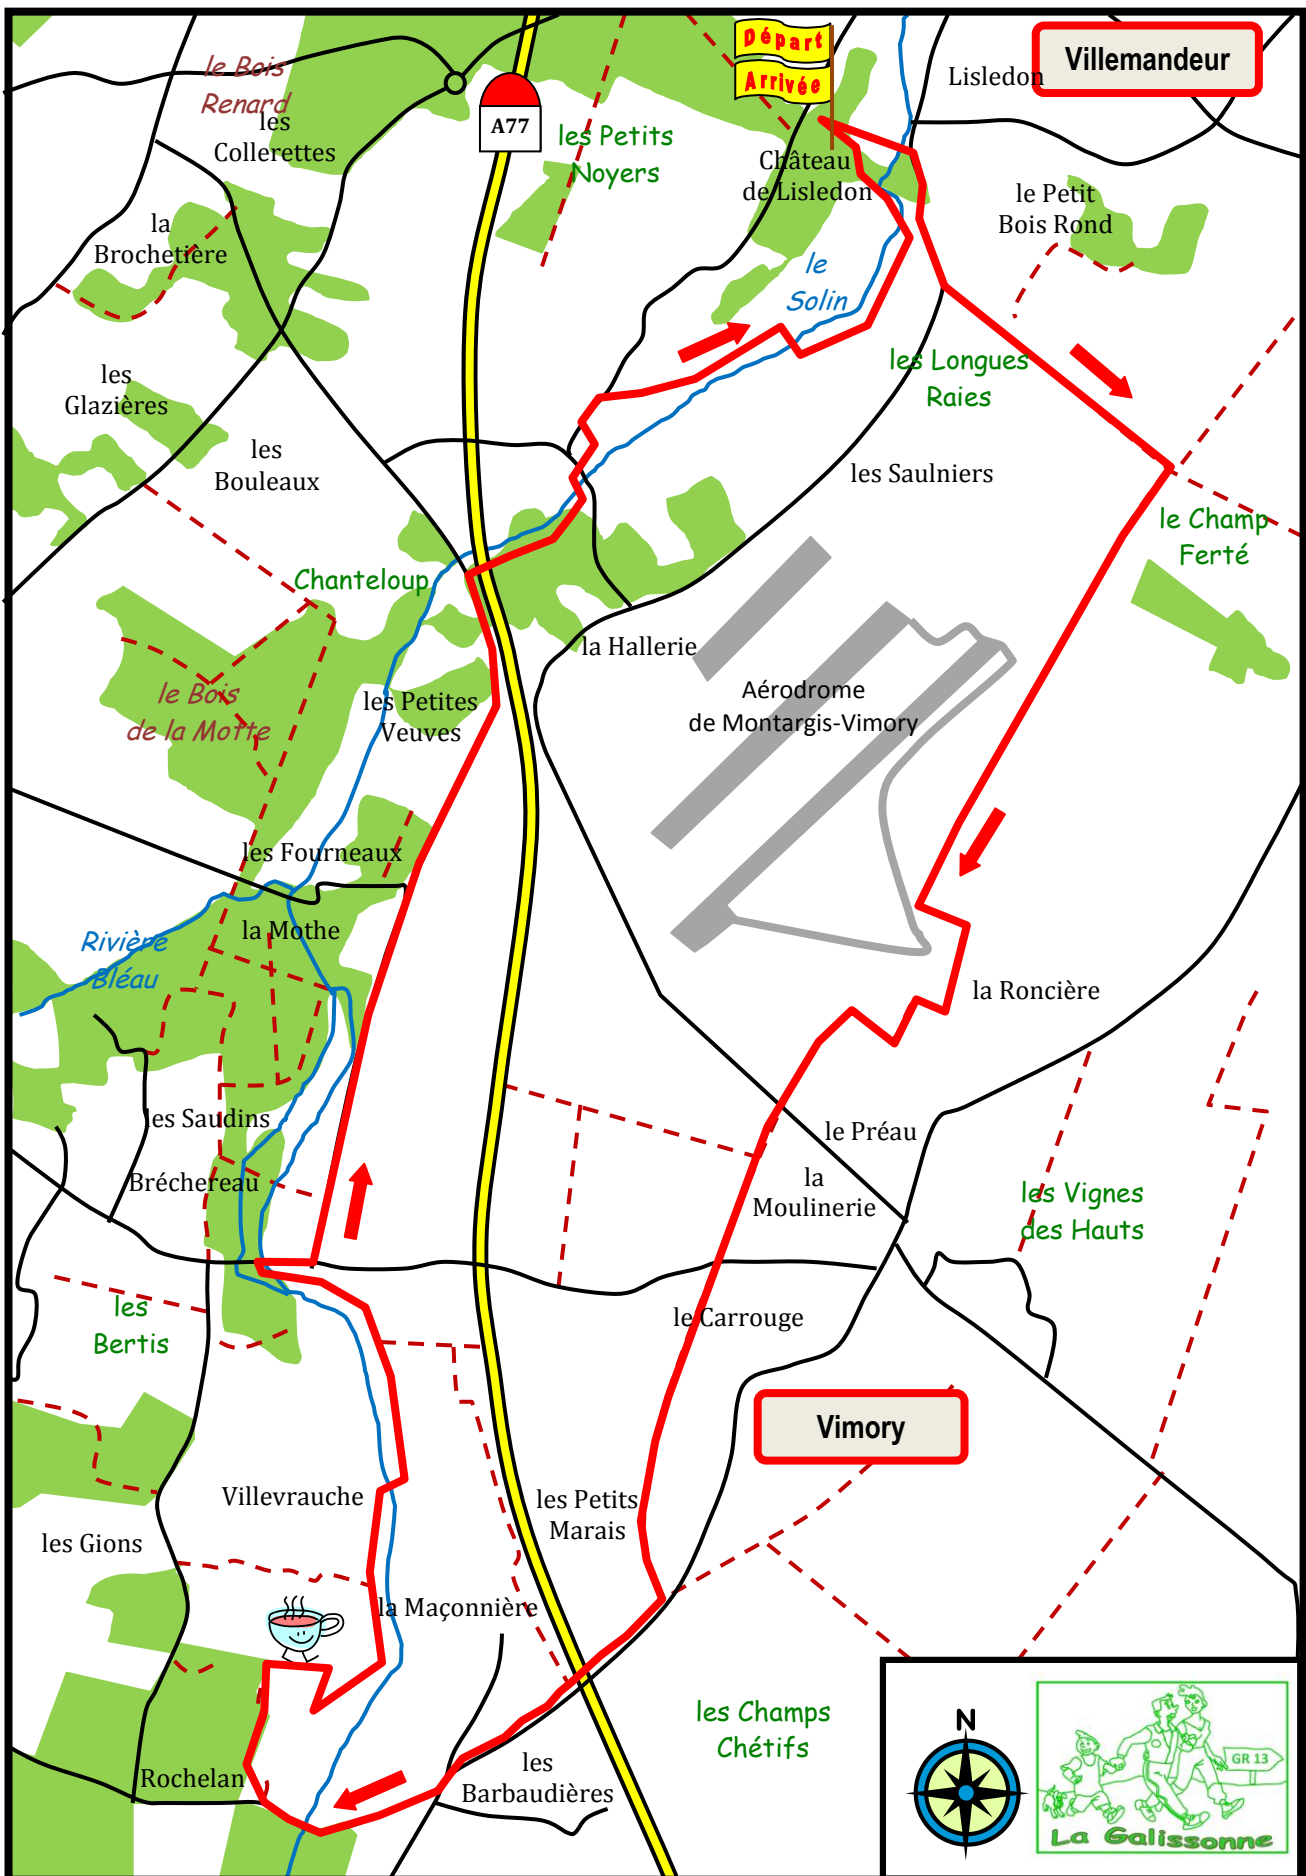 Départ
Arrivée
Villemandeur
Lisledon
le Bois
Renard
les
Collerettes
A77
les Petits
Noyers
Château
de Lisledon
le Petit
Bois Rond
la
Brochetière
le
Solin
les Longues
Raies
les
Glazières
les
Bouleaux
les Saulniers
le Champ
Ferté
Chanteloup
la Hallerie
Aérodrome
de Montargis-Vimory
le Bois
de la Motte
les Petites
Veuves
les Fourneaux
la Mothe
Rivière
Bléau
la Roncière
les Saudins
le Préau
Bréchereau
la
Moulinerie
les Vignes
des Hauts
les
Bertis
le Carrouge
Vimory
Villevrauche
les Petits
Marais
les Gions
la Maçonnière
les Champs
Chétifs
Rochelan
les
Barbaudières
N
GR 13
La Galissonne